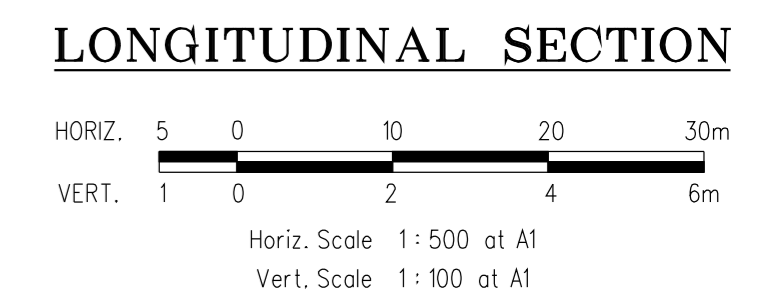 LONGITUDINAL SECTION
HORIZ. 5 0 10 20 30m
VERT. 1 0 2 4 6m
Horiz. Scale 1:500 at A1
Vert. Scale 1:100 at A1